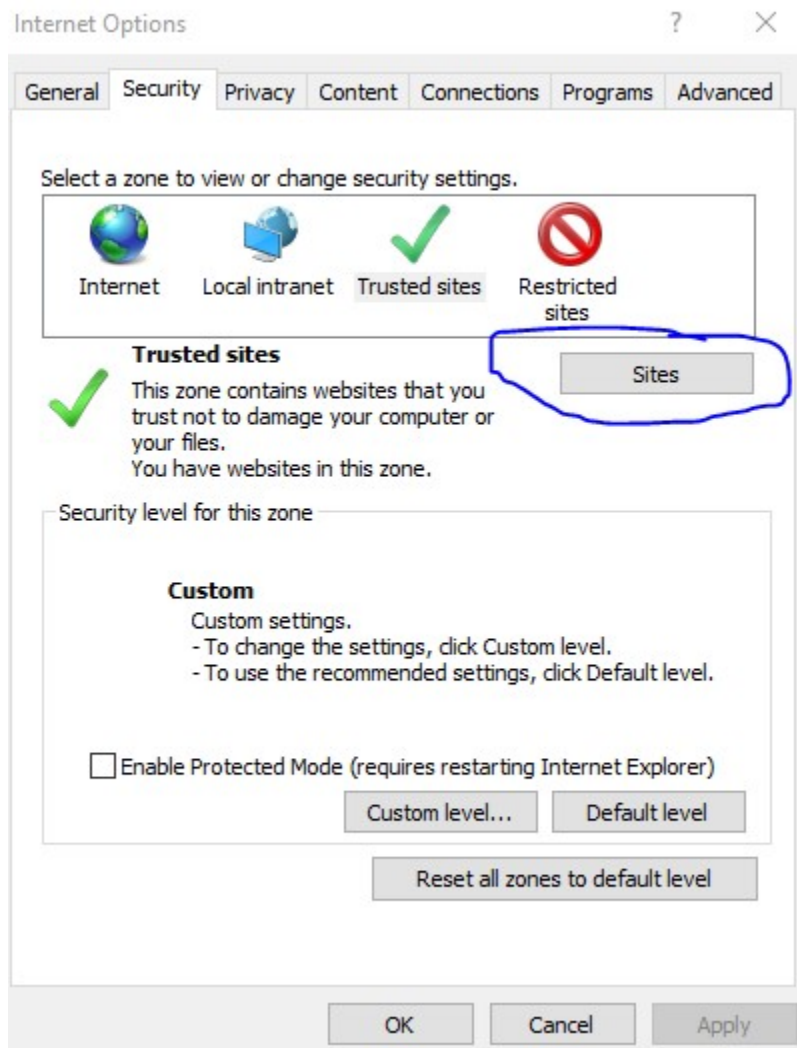 Internet Options ?
General Security Privacy Content Connections Programs Advanced
Select a zone to view or change security settings.
Internet Local intranet Trusted sites Restricted
sites
Trusted sites
Sites
This zone contains websites that you
trust not to damage your computer or
your files.
You have websites in this zone.
Security level for this zone
Custom
Custom settings.
- To change the settings, click Custom level.
- To use the recommended settings, click Default level.
Enable Protected Mode (requires restarting Internet Explorer)
Custom level... Default level
Reset all zones to default level
OK Cancel Apply